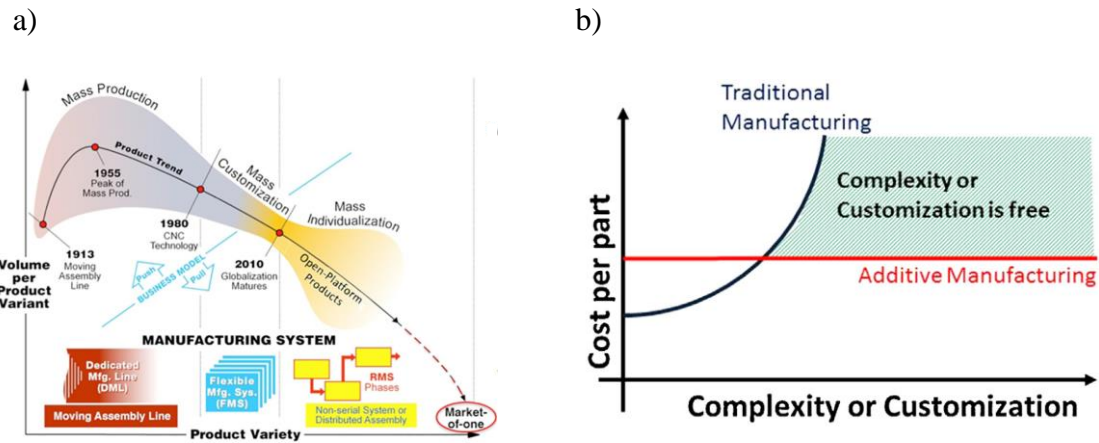 a)
Mass Production
Product Trend
1955
Peak of
Mass Prod.
Mass
Customization
Mass
Individualization
1980
CNC
Technology
1913
Moving
Assembly
Line
2010
Globalization
Matures
Open-Platform
Products
Volume
per
Product
Variant
Push
BUSINESS MODEL
Pull
MANUFACTURING SYSTEM
Dedicated
Mfg. Line
(DML)
Moving Assembly Line
Flexible
Mfg. Sys.
(FMS)
RMS
Phases
Non-serial System or
Distributed Assembly
Market-
of-one
Product Variety
b)
Traditional
Manufacturing
Complexity or
Customization is free
Additive Manufacturing
Cost per part
Complexity or Customization